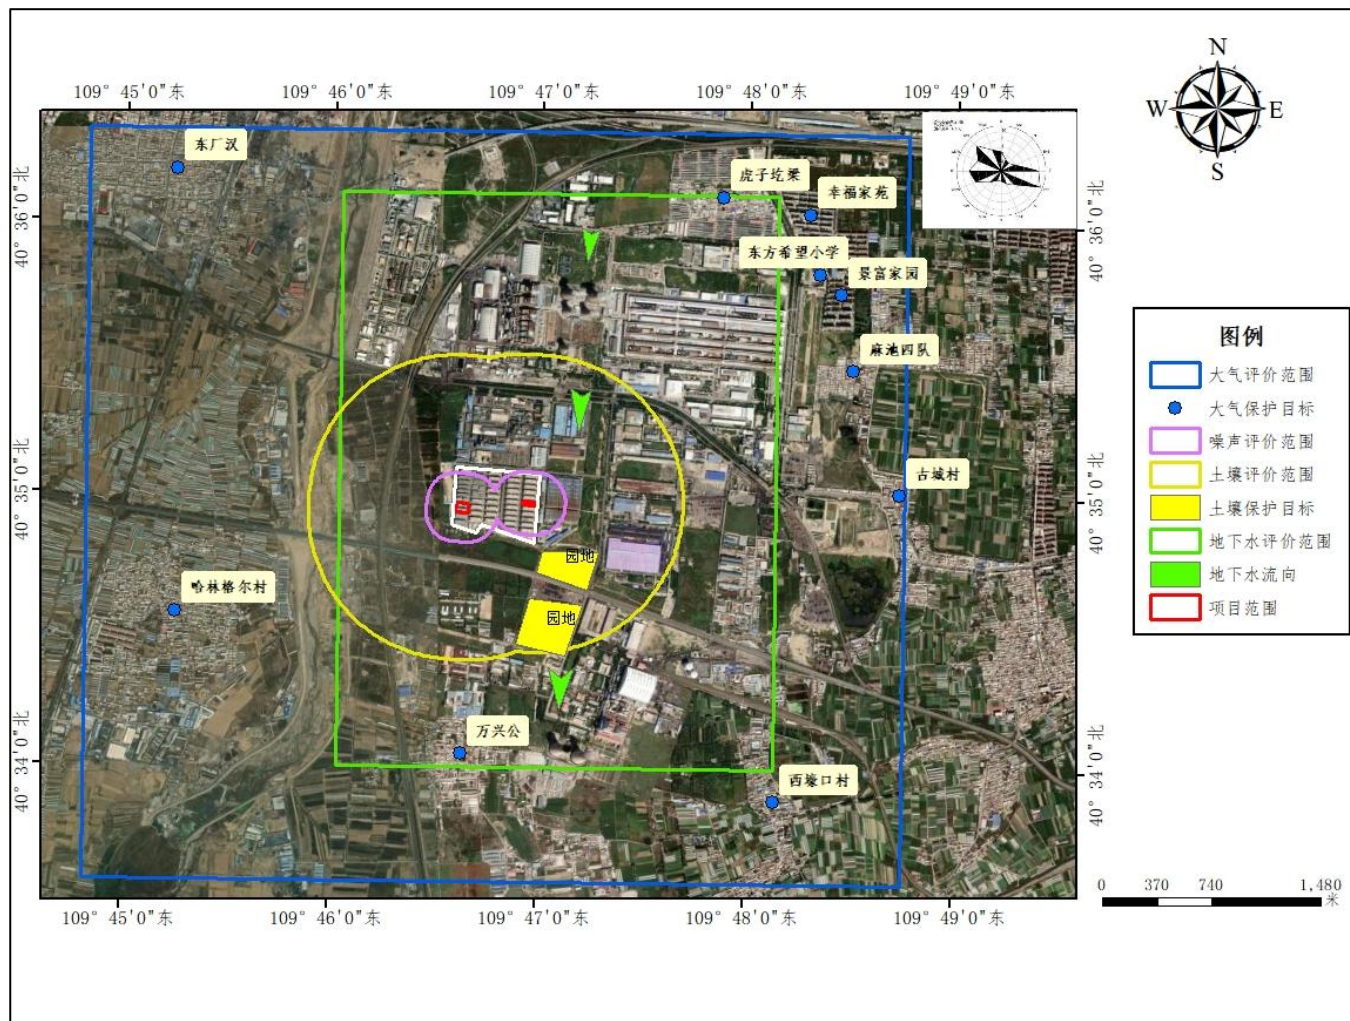 N
W
E
S
109° 45'0"东
109° 46'0"东
109° 47'0"东
109° 48'0"东
109° 49'0"东
东厂汉
虎子圪梁
幸福家苑
40° 36'0"北
40° 36'0"北
东方希望小学
景富家园
麻池四队
图例
大气评价范围
大气保护目标
噪声评价范围
土壤评价范围
土壤保护目标
地下水评价范围
地下水流向
项目范围
古城村
40° 35'0"北
40° 35'0"北
园地
哈林格尔村
园地
万兴公
40° 34'0"北
40° 34'0"北
西壕口村
0 370 740 1,480
米
109° 45'0"东
109° 46'0"东
109° 47'0"东
109° 48'0"东
109° 49'0"东